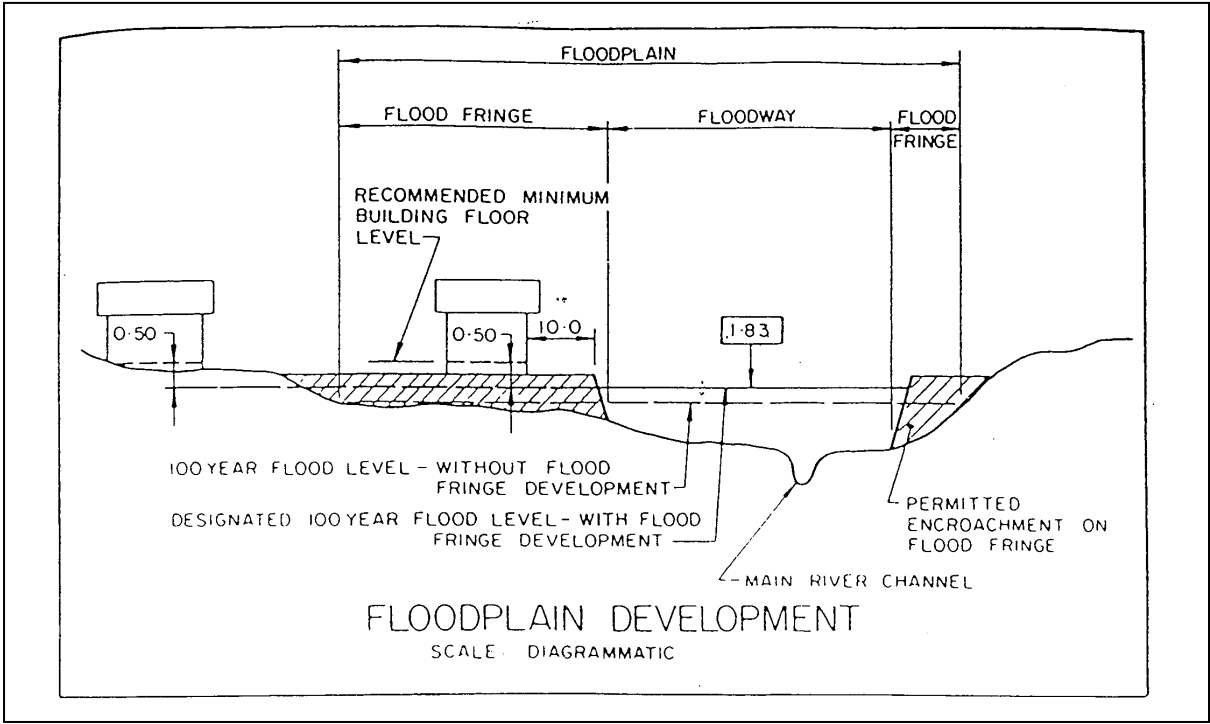 FLOODPLAIN
FLOOD FRINGE
FLOODWAY
FLOOD
FRINGE
RECOMMENDED MINIMUM
BUILDING FLOOR
LEVEL
0·50
0·50
10·0
1·83
100 YEAR FLOOD LEVEL - WITHOUT FLOOD
FRINGE DEVELOPMENT
DESIGNATED 100 YEAR FLOOD LEVEL - WITH FLOOD
FRINGE DEVELOPMENT
PERMITTED
ENCROACHMENT ON
FLOOD FRINGE
MAIN RIVER CHANNEL
FLOODPLAIN DEVELOPMENT
SCALE DIAGRAMMATIC